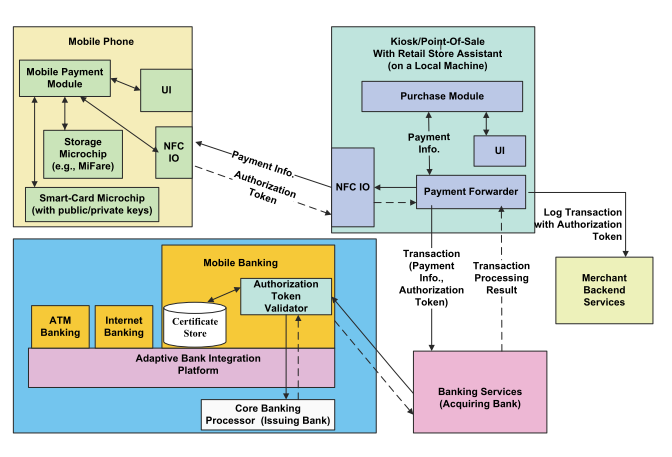 Mobile Phone
Mobile Payment
Module
UI
Storage
Microchip
(e.g., MiFare)
NFC
IO
Smart-Card Microchip
(with public/private keys)
Payment Info.
Authorization
Token
Kiosk/Point-Of-Sale
With Retail Store Assistant
(on a Local Machine)
Purchase Module
Payment
Info.
UI
NFC IO
Payment Forwarder
Log Transaction
with Authorization
Token
Transaction
(Payment
Info.,
Authorization
Token)
Transaction
Processing
Result
Merchant
Backend
Services
Mobile Banking
Authorization
Token
Validator
Certificate
Store
ATM
Banking
Internet
Banking
Adaptive Bank Integration
Platform
Core Banking
Processor (Issuing Bank)
Banking Services
(Acquiring Bank)